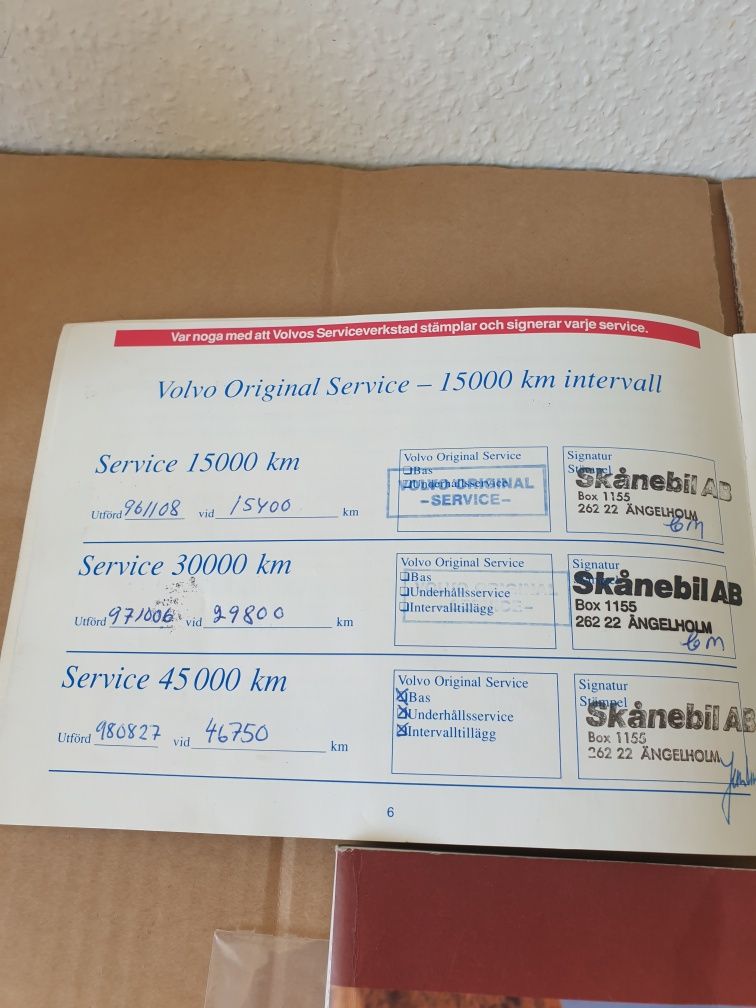 Var noga med att Volvos Serviceverkstad stämplar och signerar varje service.
Volvo Original Service – 15000 km intervall
Service 15000 km
Utförd 961108 vid 15400 km
Volvo Original Service
❑Bas
❑Underhållsservice
VOLVO ORIGINAL
–SERVICE–
Signatur
Stämpel
Skånebil AB
Box 1155
262 22 ÄNGELHOLM
Service 30000 km
Utförd 971006 vid 29800 km
Volvo Original Service
❑Bas
❑Underhållsservice
❑Intervalltillägg
VOLVO ORIGINAL
Signatur
Skånebil AB
Box 1155
262 22 ÄNGELHOLM
Service 45000 km
Utförd 980827 vid 46750 km
Volvo Original Service
☒Bas
☒Underhållsservice
☒Intervalltillägg
Signatur
Stämpel
Skånebil AB
Box 1155
262 22 ÄNGELHOLM
6